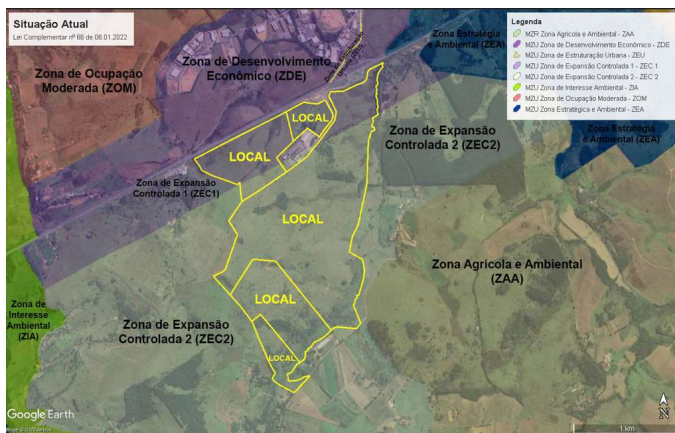 Situação Atual
Lei Complementar nº 66 de 06.01.2022
Zona de Ocupação
Moderada (ZOM)
Zona de Desenvolvimento
Econômico (ZDE)
Zona Estratégia
e Ambiental (ZEA)
Legenda
MZR Zona Agrícola e Ambiental - ZAA
MZU Zona de Desenvolvimento Econômico - ZDE
MZU Zona de Estruturação Urbana - ZEU
MZU Zona de Expansão Controlada 1 - ZEC 1
MZU Zona de Expansão Controlada 2 - ZEC 2
MZU Zona de Interesse Ambiental - ZIA
MZU Zona de Ocupação Moderada - ZOM
MZU Zona Estratégica e Ambiental - ZEA
LOCAL
LOCAL
Zona de Expansão
Controlada 2 (ZEC2)
Zona Estratégia
e Ambiental (ZEA)
Zona de Expansão
Controlada 1 (ZEC1)
LOCAL
Zona Agrícola e Ambiental
(ZAA)
Zona de
Interesse
Ambiental
(ZIA)
LOCAL
Zona de Expansão
Controlada 2 (ZEC2)
LOCAL
Google Earth
N
1 km